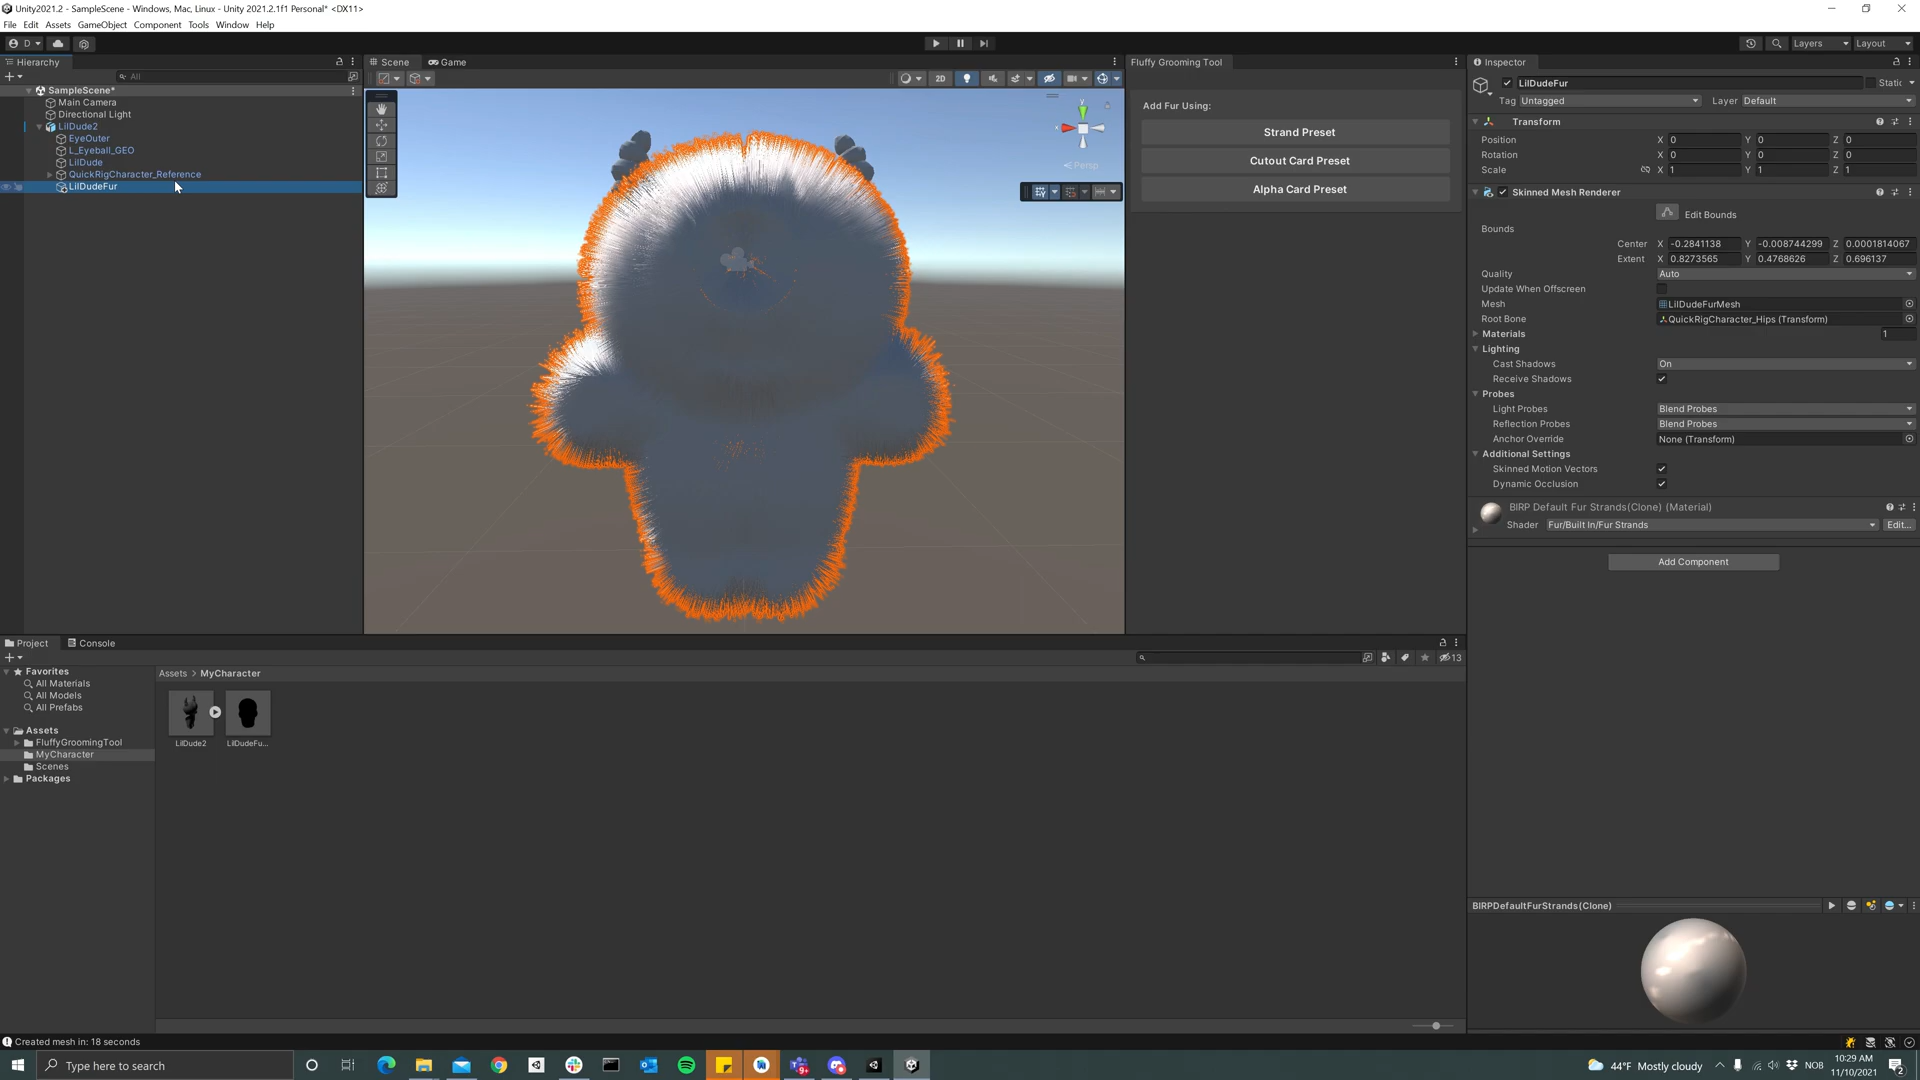 Unity2021.2 - SampleScene - Windows, Mac, Linux - Unity 2021.2.1f1 Personal* <DX11>
File Edit Assets GameObject Component Tools Window Help
D
Layers Layout
Hierarchy
All
SampleScene*
Main Camera
Directional Light
LilDude2
EyeOuter
L_Eyeball_GEO
LilDude
QuickRigCharacter_Reference
LilDudeFur
Scene Game
2D
y
Persp
Fluffy Grooming Tool
Add Fur Using:
Strand Preset
Cutout Card Preset
Alpha Card Preset
Inspector
LilDudeFur Static
Tag Untagged Layer Default
Transform
Position X 0 Y 0 Z 0
Rotation X 0 Y 0 Z 0
Scale X 1 Y 1 Z 1
Skinned Mesh Renderer
Edit Bounds
Bounds
Center X -0.2841138 Y -0.008744299 Z 0.0001814067
Extent X 0.8273565 Y 0.4768626 Z 0.696137
Quality Auto
Update When Offscreen
Mesh LilDudeFurMesh
Root Bone QuickRigCharacter_Hips (Transform)
Materials 1
Lighting
Cast Shadows On
Receive Shadows
Probes
Light Probes Blend Probes
Reflection Probes Blend Probes
Anchor Override None (Transform)
Additional Settings
Skinned Motion Vectors
Dynamic Occlusion
BIRP Default Fur Strands(Clone) (Material)
Shader Fur/Built In/Fur Strands Edit...
Add Component
BIRPDefaultFurStrands(Clone)
Project Console
13
Favorites
All Materials
All Models
All Prefabs
Assets
FluffyGroomingTool
MyCharacter
Scenes
Packages
Assets > MyCharacter
LilDude2 LilDudeFu...
Created mesh in: 18 seconds
Type here to search
9+
44°F Mostly cloudy
NOB
10:29 AM
11/10/2021
2